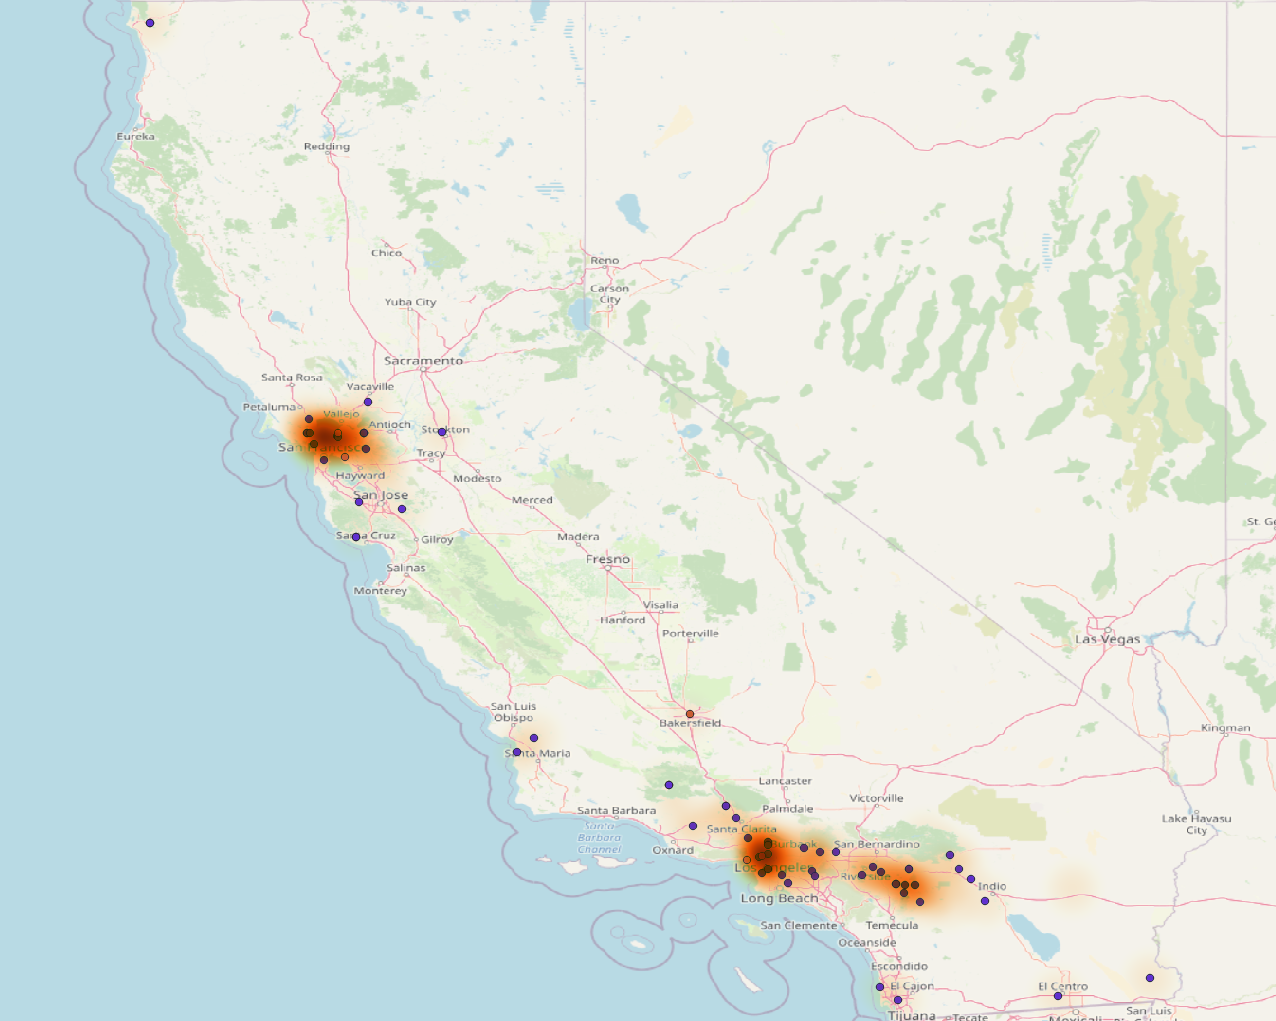 Eureka
Redding
Chico
Reno
Carson
City
Yuba City
Sacramento
Santa Rosa
Vacaville
Petaluma
Vallejo
Antioch
Stockton
San Francisco
Tracy
Hayward
Modesto
San Jose
Merced
St. G
Santa Cruz
Gilroy
Madera
Fresno
Salinas
Monterey
Visalia
Hanford
Porterville
Las Vegas
San Luis
Obispo
Bakersfield
Kingman
Santa Maria
Lancaster
Victorville
Santa Barbara
Palmdale
Lake Havasu
City
Santa
Barbara
Channel
Santa Clarita
Oxnard
Burbank
San Bernardino
Los Angeles
Riverside
Indio
Long Beach
San Clemente
Temecula
Oceanside
Escondido
El Cajon
El Centro
Tijuana
Tecate
Mexicali
San Luis